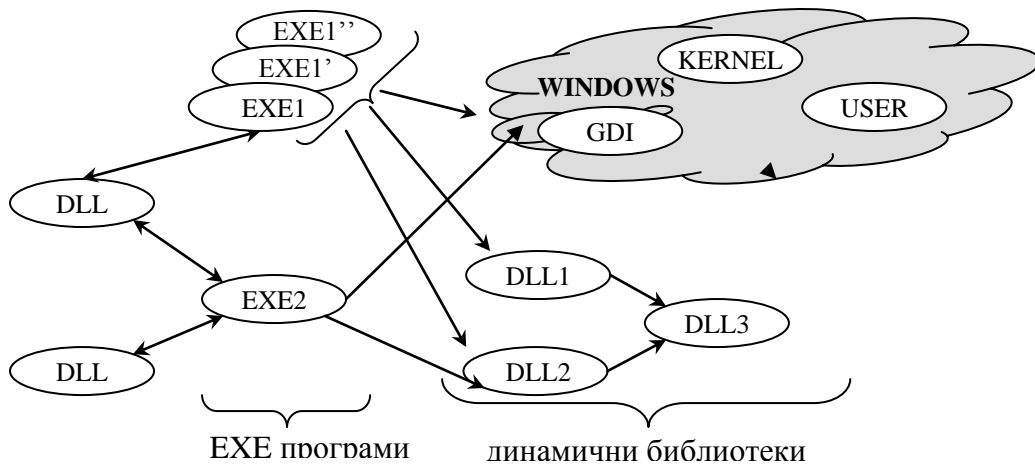 EXE1''
EXE1'
EXE1
KERNEL
WINDOWS
USER
GDI
DLL
DLL1
EXE2
DLL3
DLL
DLL2
EXE програми
динамични библиотеки